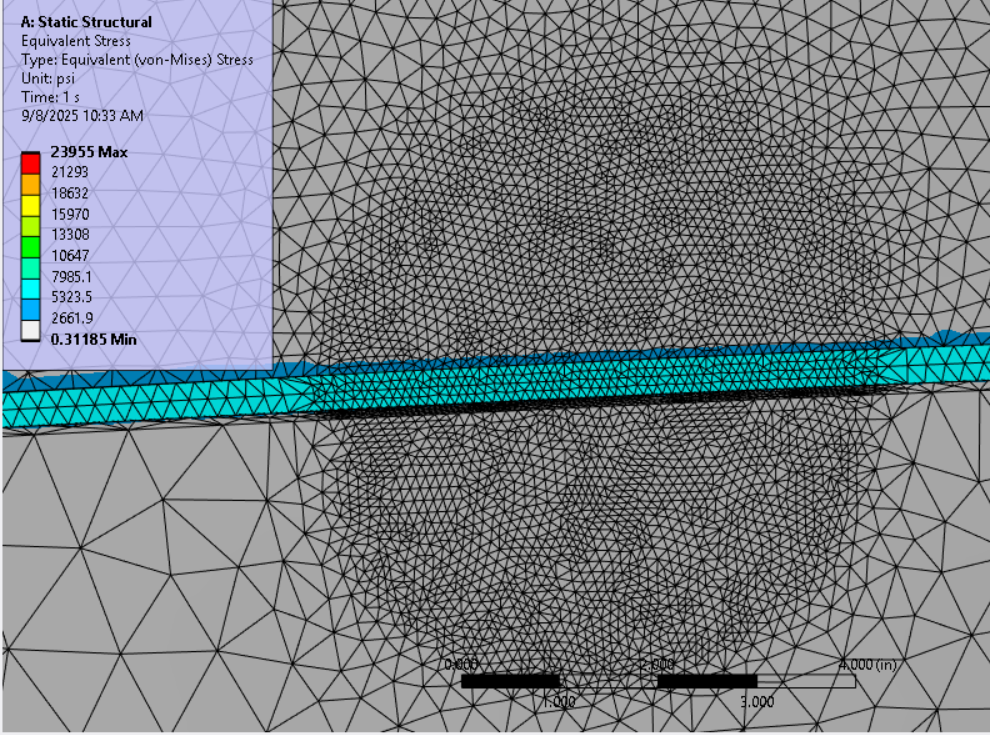 A: Static Structural
Equivalent Stress
Type: Equivalent (von-Mises) Stress
Unit: psi
Time: 1 s
9/8/2025 10:33 AM
23955 Max
21293
18632
15970
13308
10647
7985.1
5323.5
2661.9
0.31185 Min
0.000 2.000 4.000 (in)
1.000 3.000